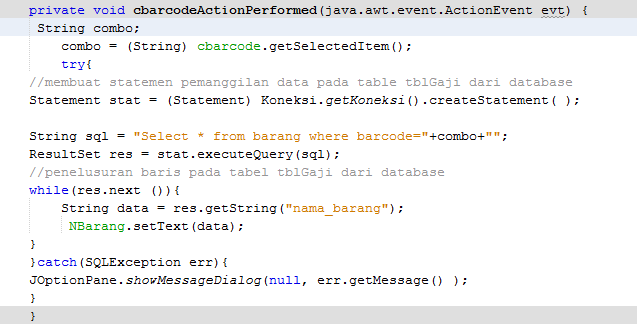 private void cbarcodeActionPerformed(java.awt.event.ActionEvent evt) {
String combo;
combo = (String) cbarcode.getSelectedItem();
try{
//membuat statemen pemanggilan data pada table tblGaji dari database
Statement stat = (Statement) Koneksi.getKoneksi().createStatement( );
String sql = "Select * from barang where barcode="+combo+"";
ResultSet res = stat.executeQuery(sql);
//penelusuran baris pada tabel tblGaji dari database
while(res.next ()){
String data = res.getString("nama_barang");
NBarang.setText(data);
}
}catch(SQLException err){
JOptionPane.showMessageDialog(null, err.getMessage() );
}
}